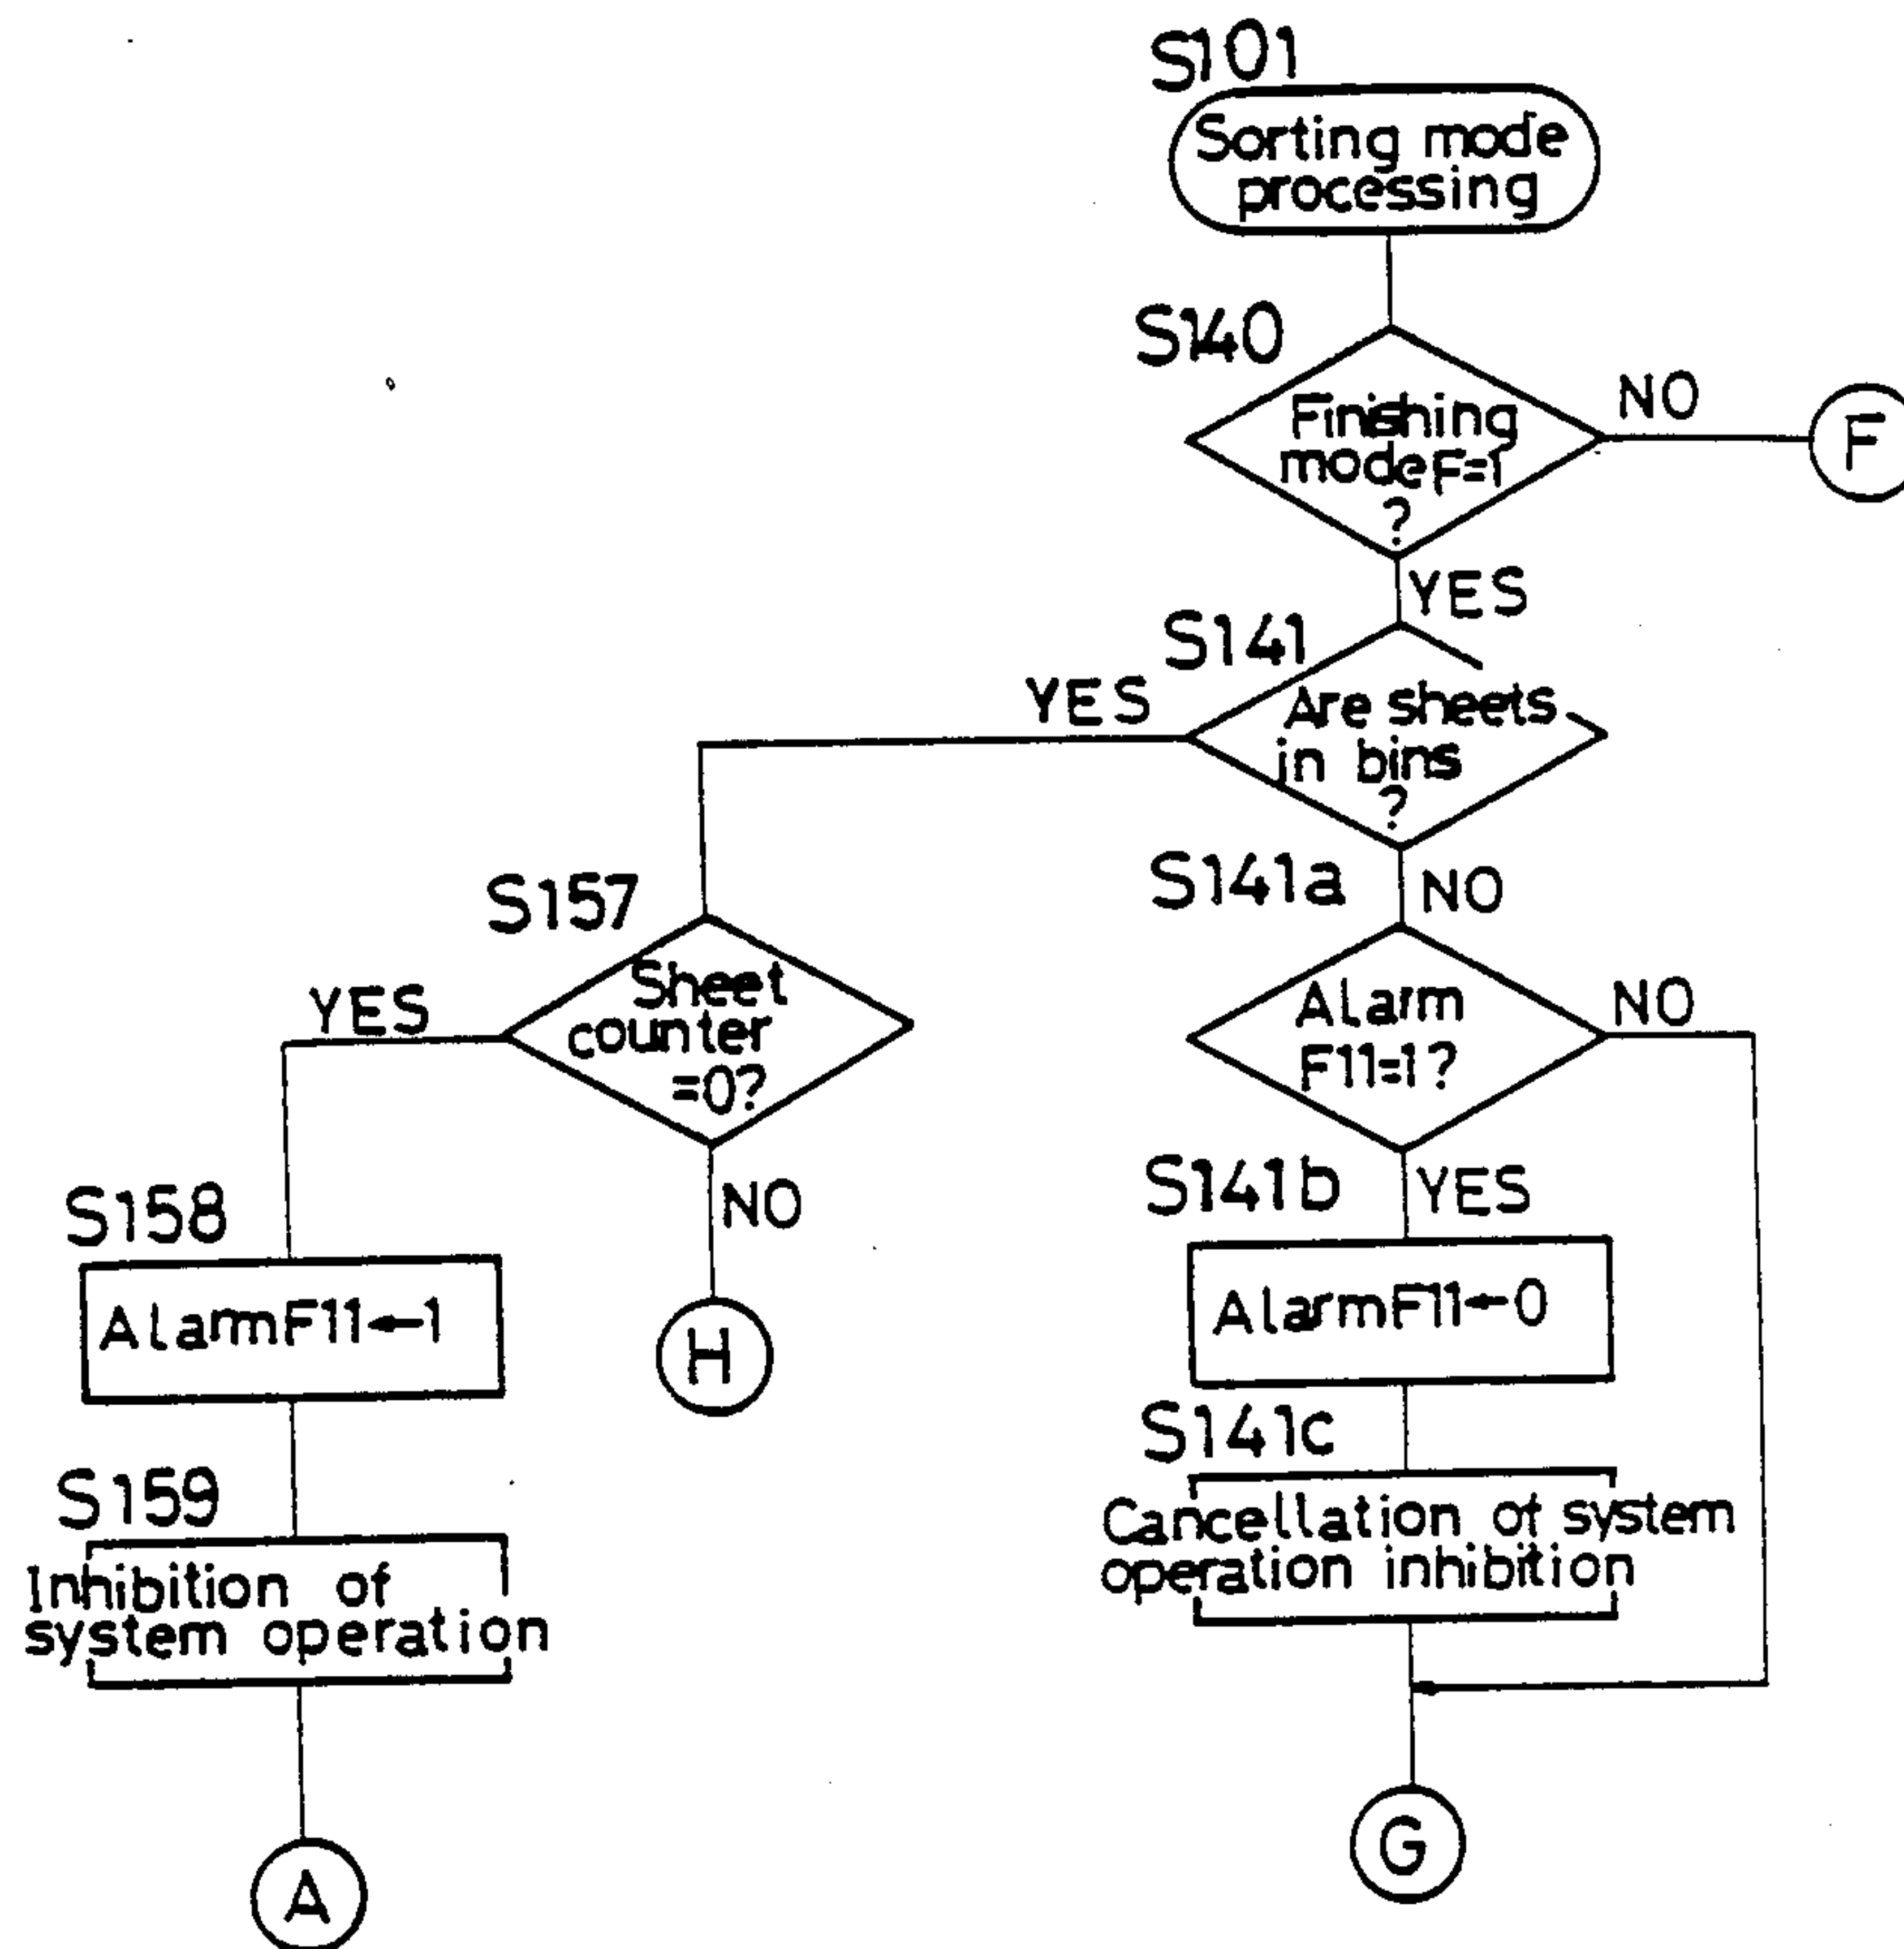 S101
Sorting mode
processing
S140
Finishing
mode F=1
?
NO
F
YES
S141
YES
Are sheets
in bins
?
S141a
NO
S157
Sheet
counter
=0?
YES
NO
H
Alarm
F11=1?
NO
S141b
YES
S158
Alarm F11←1
Alarm F11←0
S141c
Cancellation of system
operation inhibition
S159
Inhibition of
system operation
G
A